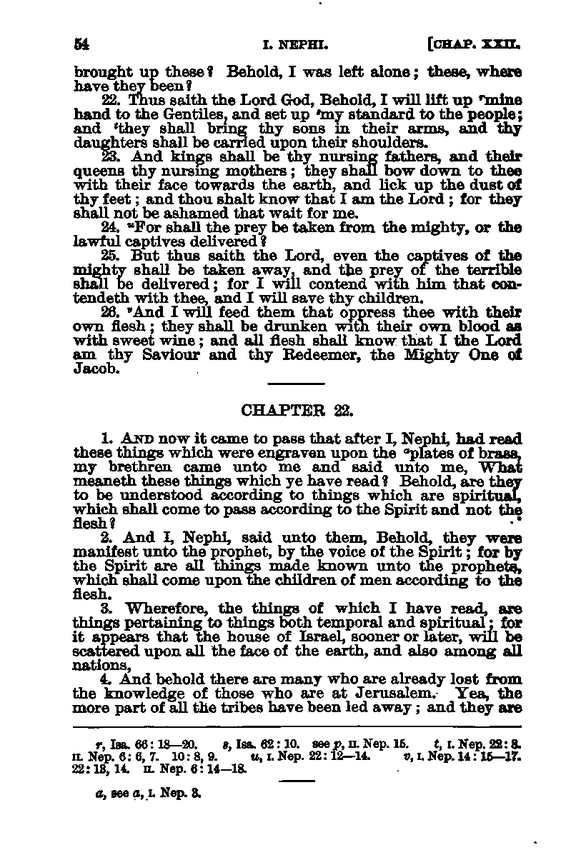 54 I. NEPHI. [CHAP. XXII.
brought up these? Behold, I was left alone; these, where
have they been?
22. Thus saith the Lord God, Behold, I will lift up ʳmine
hand to the Gentiles, and set up ˢmy standard to the people;
and ᵗthey shall bring thy sons in their arms, and thy
daughters shall be carried upon their shoulders.
23. And kings shall be thy nursing fathers, and their
queens thy nursing mothers; they shall bow down to thee
with their face towards the earth, and lick up the dust of
thy feet; and thou shalt know that I am the Lord; for they
shall not be ashamed that wait for me.
24. ᵘFor shall the prey be taken from the mighty, or the
lawful captives delivered?
25. But thus saith the Lord, even the captives of the
mighty shall be taken away, and the prey of the terrible
shall be delivered; for I will contend with him that con-
tendeth with thee, and I will save thy children.
26. ᵛAnd I will feed them that oppress thee with their
own flesh; they shall be drunken with their own blood as
with sweet wine; and all flesh shall know that I the Lord
am thy Saviour and thy Redeemer, the Mighty One of
Jacob.
CHAPTER 22.
1. AND now it came to pass that after I, Nephi, had read
these things which were engraven upon the ᵃplates of brass,
my brethren came unto me and said unto me, What
meaneth these things which ye have read? Behold, are they
to be understood according to things which are spiritual,
which shall come to pass according to the Spirit and not the
flesh?
2. And I, Nephi, said unto them, Behold, they were
manifest unto the prophet, by the voice of the Spirit; for by
the Spirit are all things made known unto the prophets,
which shall come upon the children of men according to the
flesh.
3. Wherefore, the things of which I have read, are
things pertaining to things both temporal and spiritual; for
it appears that the house of Israel, sooner or later, will be
scattered upon all the face of the earth, and also among all
nations,
4. And behold there are many who are already lost from
the knowledge of those who are at Jerusalem. Yea, the
more part of all the tribes have been led away; and they are
r, Isa. 66:18—20. s, Isa. 62:10. see p, II. Nep. 15. t, I. Nep. 22:8.
II. Nep. 6:6, 7. 10:8, 9. u, I. Nep. 22:12—14. v, I. Nep. 14:15—17.
22:13, 14. II. Nep. 6:14—18.
a, see a, I. Nep. 3.